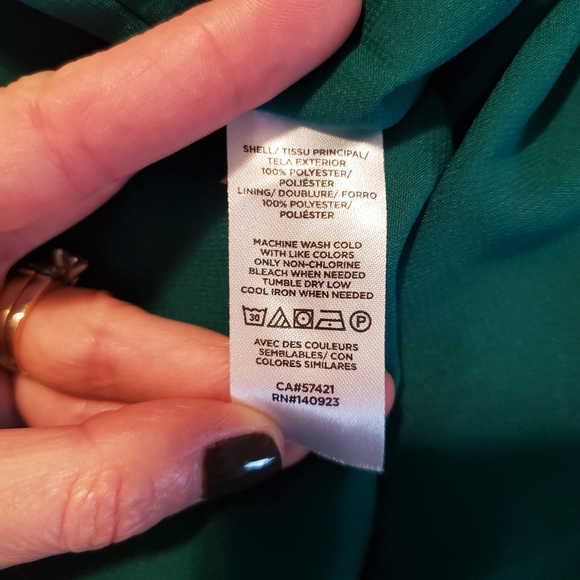 SHELL/ TISSU PRINCIPAL/
TELA EXTERIOR
100% POLYESTER/
POLIÉSTER
LINING/ DOUBLURE/ FORRO
100% POLYESTER/
POLIÉSTER
MACHINE WASH COLD
WITH LIKE COLORS
ONLY NON-CHLORINE
BLEACH WHEN NEEDED
TUMBLE DRY LOW
COOL IRON WHEN NEEDED
30 P
AVEC DES COULEURS
SEMBLABLES/ CON
COLORES SIMILARES
CA#57421
RN#140923